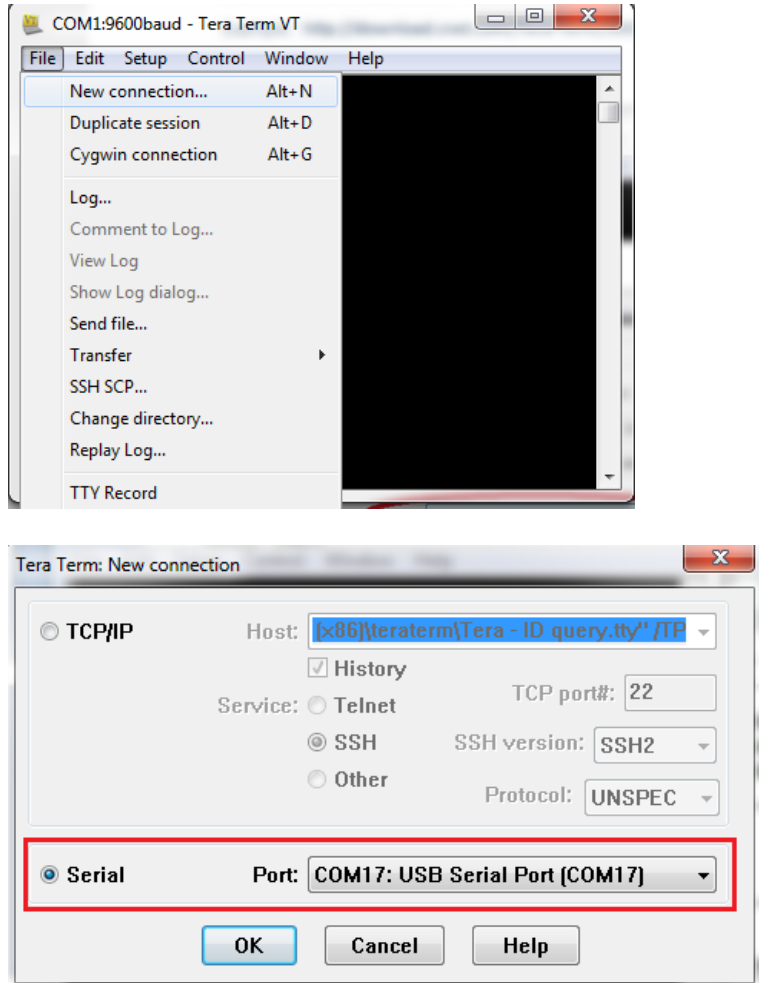 COM1:9600baud - Tera Term VT
File Edit Setup Control Window Help
New connection... Alt+N
Duplicate session Alt+D
Cygwin connection Alt+G
Log...
Comment to Log...
View Log
Show Log dialog...
Send file...
Transfer
SSH SCP...
Change directory...
Replay Log...
TTY Record
Tera Term: New connection
TCP/IP Host: (x86)\teraterm\Tera - ID query.tty" /TP
History
Service: Telnet TCP port#: 22
SSH SSH version: SSH2
Other Protocol: UNSPEC
Serial Port: COM17: USB Serial Port (COM17)
OK Cancel Help